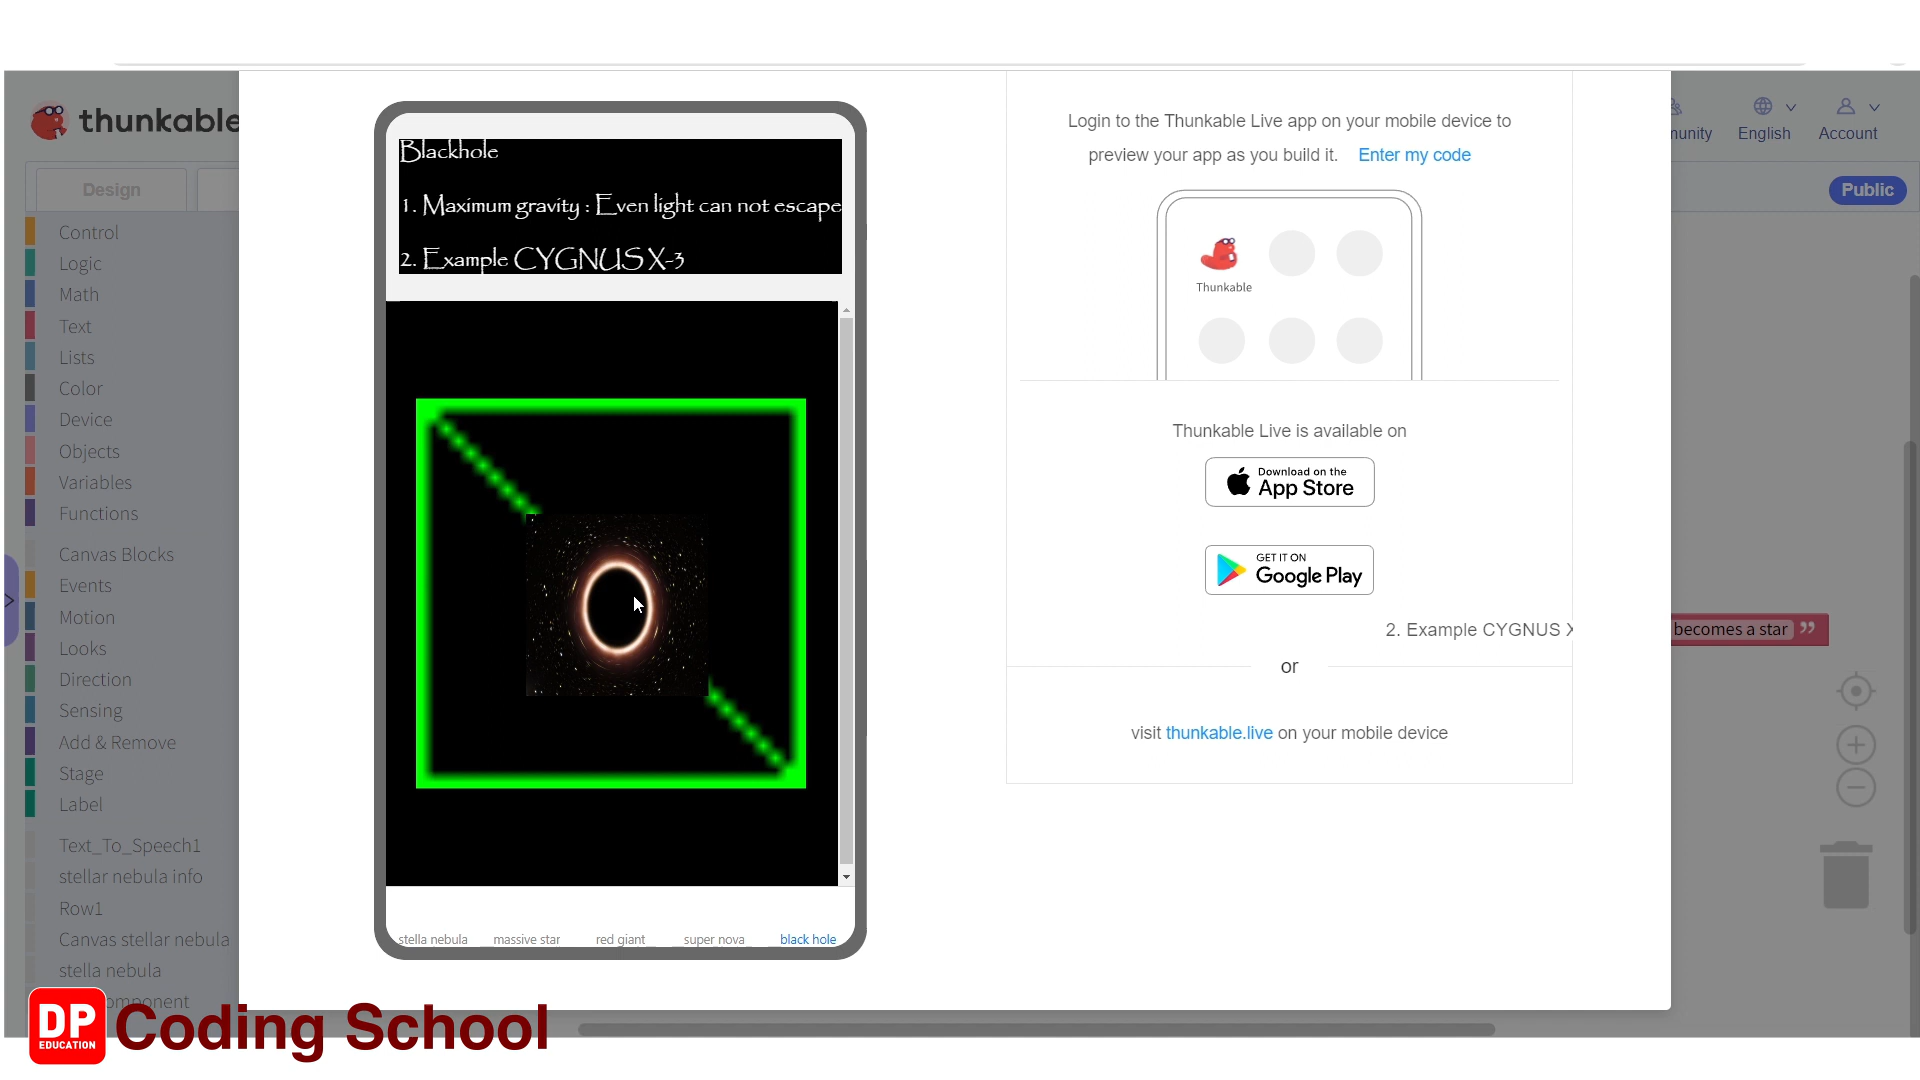 thunkable
Design
Control
Logic
Math
Text
Lists
Color
Device
Objects
Variables
Functions
Canvas Blocks
Events
Motion
Looks
Direction
Sensing
Add & Remove
Stage
Label
Text_To_Speech1
stellar nebula info
Row1
Canvas stellar nebula
stella nebula
omponent
Blackhole
1. Maximum gravity : Even light can not escape
2. Example CYGNUS X-3
stella nebula massive star red giant super nova black hole
Login to the Thunkable Live app on your mobile device to
preview your app as you build it. Enter my code
Thunkable
Thunkable Live is available on
Download on the
App Store
GET IT ON
Google Play
2. Example CYGNUS X
or
visit thunkable.live on your mobile device
nunity English Account
Public
becomes a star ”
DP
EDUCATION
Coding School